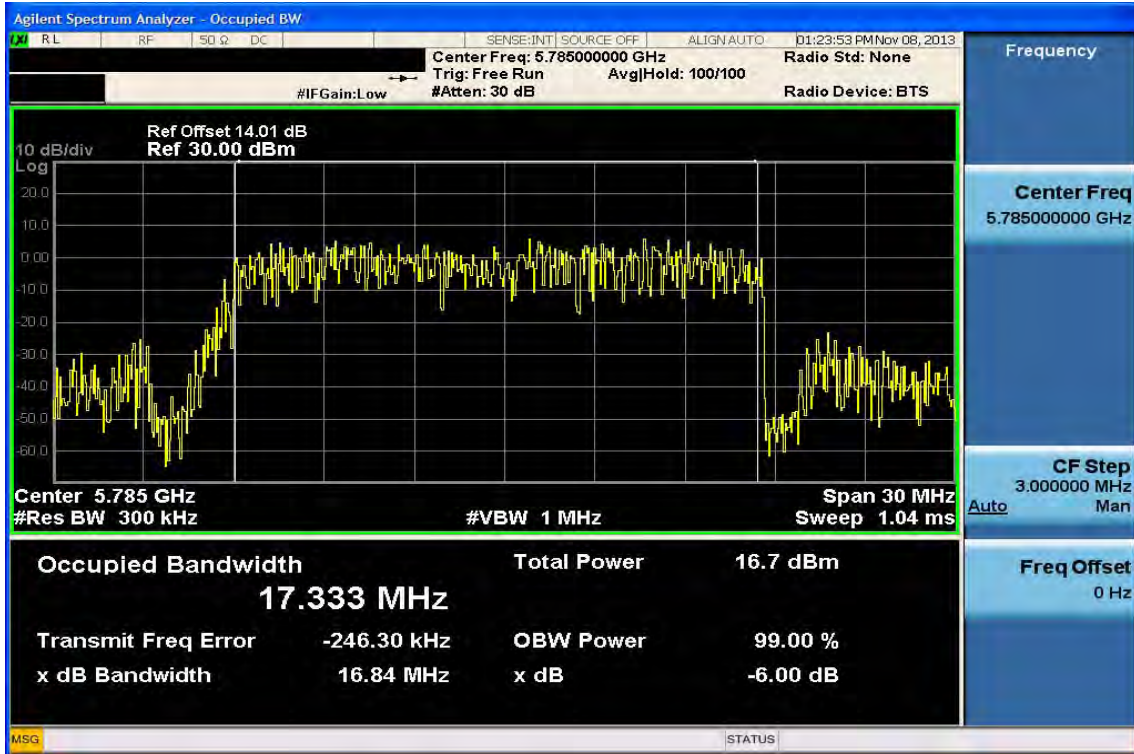 Agilent Spectrum Analyzer - Occupied BW
LXI RL RF 50 Ω DC SENSE:INT SOURCE OFF ALIGN AUTO 01:23:53 PM Nov 08, 2013
Center Freq: 5.785000000 GHz Radio Std: None
Trig: Free Run Avg|Hold: 100/100
#IFGain:Low #Atten: 30 dB Radio Device: BTS
Ref Offset 14.01 dB
10 dB/div Ref 30.00 dBm
Log
20.0
10.0
0.00
-10.0
-20.0
-30.0
-40.0
-50.0
-60.0
Center 5.785 GHz Span 30 MHz
#Res BW 300 kHz #VBW 1 MHz Sweep 1.04 ms
Occupied Bandwidth Total Power 16.7 dBm
17.333 MHz
Transmit Freq Error -246.30 kHz OBW Power 99.00 %
x dB Bandwidth 16.84 MHz x dB -6.00 dB
MSG STATUS
Frequency
Center Freq
5.785000000 GHz
CF Step
3.000000 MHz
Auto Man
Freq Offset
0 Hz